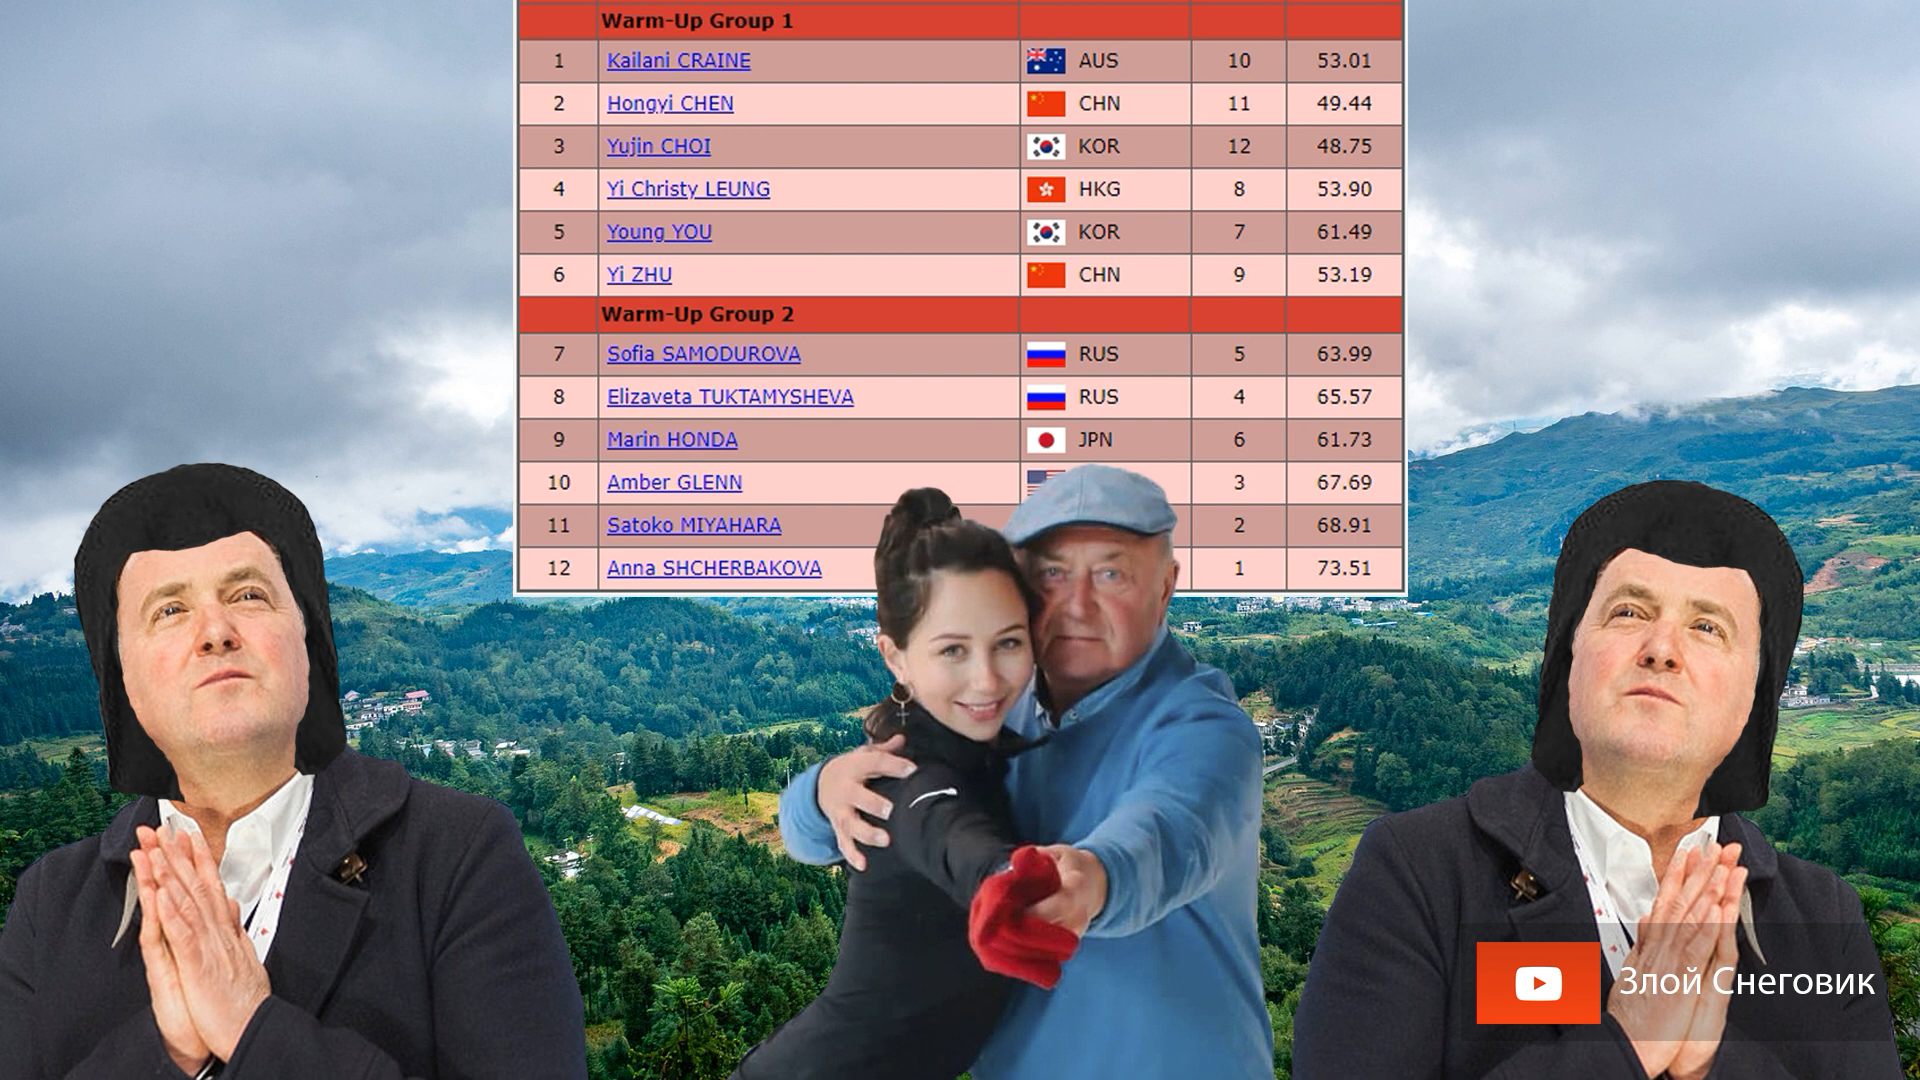 Warm-Up Group 1
1 Kailani CRAINE AUS 10 53.01
2 Hongyi CHEN CHN 11 49.44
3 Yujin CHOI KOR 12 48.75
4 Yi Christy LEUNG HKG 8 53.90
5 Young YOU KOR 7 61.49
6 Yi ZHU CHN 9 53.19
Warm-Up Group 2
7 Sofia SAMODUROVA RUS 5 63.99
8 Elizaveta TUKTAMYSHEVA RUS 4 65.57
9 Marin HONDA JPN 6 61.73
10 Amber GLENN 3 67.69
11 Satoko MIYAHARA 2 68.91
12 Anna SHCHERBAKOVA 1 73.51
Злой Снеговик